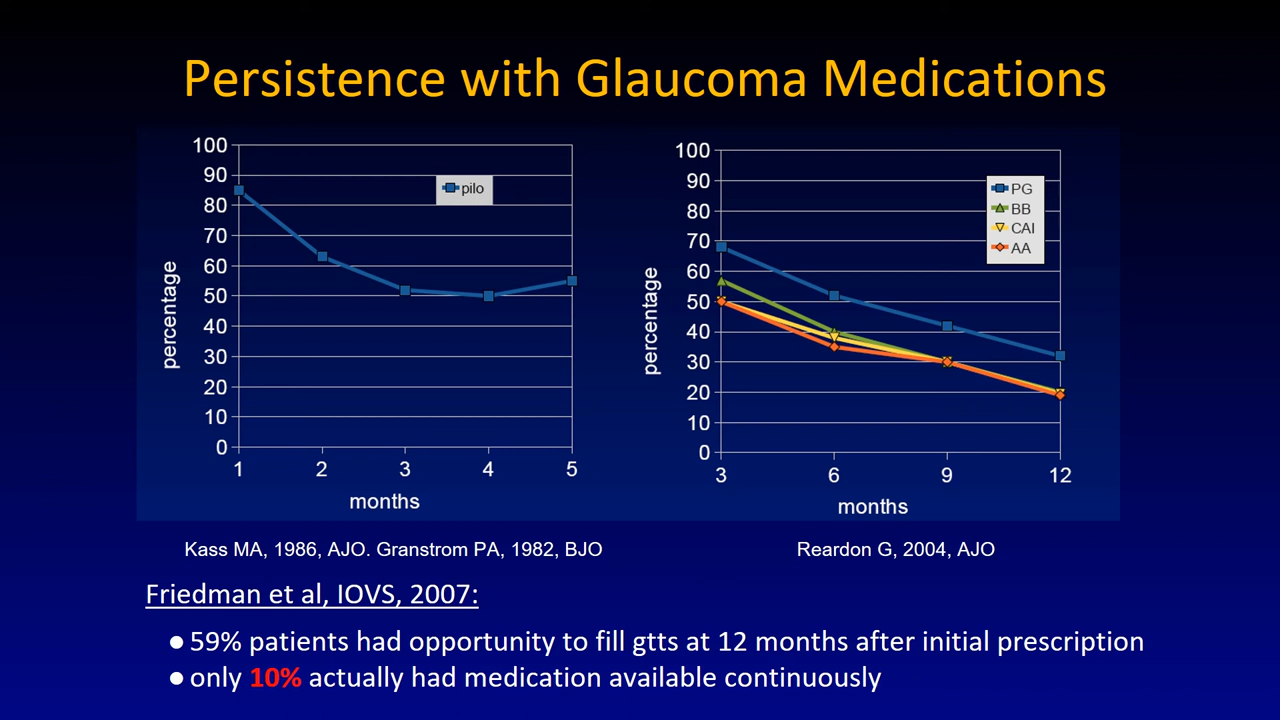 Persistence with Glaucoma Medications
100
90
80
70
60
50
40
30
20
10
0
percentage
pilo
1 2 3 4 5
months
100
90
80
70
60
50
40
30
20
10
0
percentage
PG
BB
CAI
AA
3 6 9 12
months
Kass MA, 1986, AJO. Granstrom PA, 1982, BJO
Reardon G, 2004, AJO
Friedman et al, IOVS, 2007:
● 59% patients had opportunity to fill gtts at 12 months after initial prescription
● only 10% actually had medication available continuously